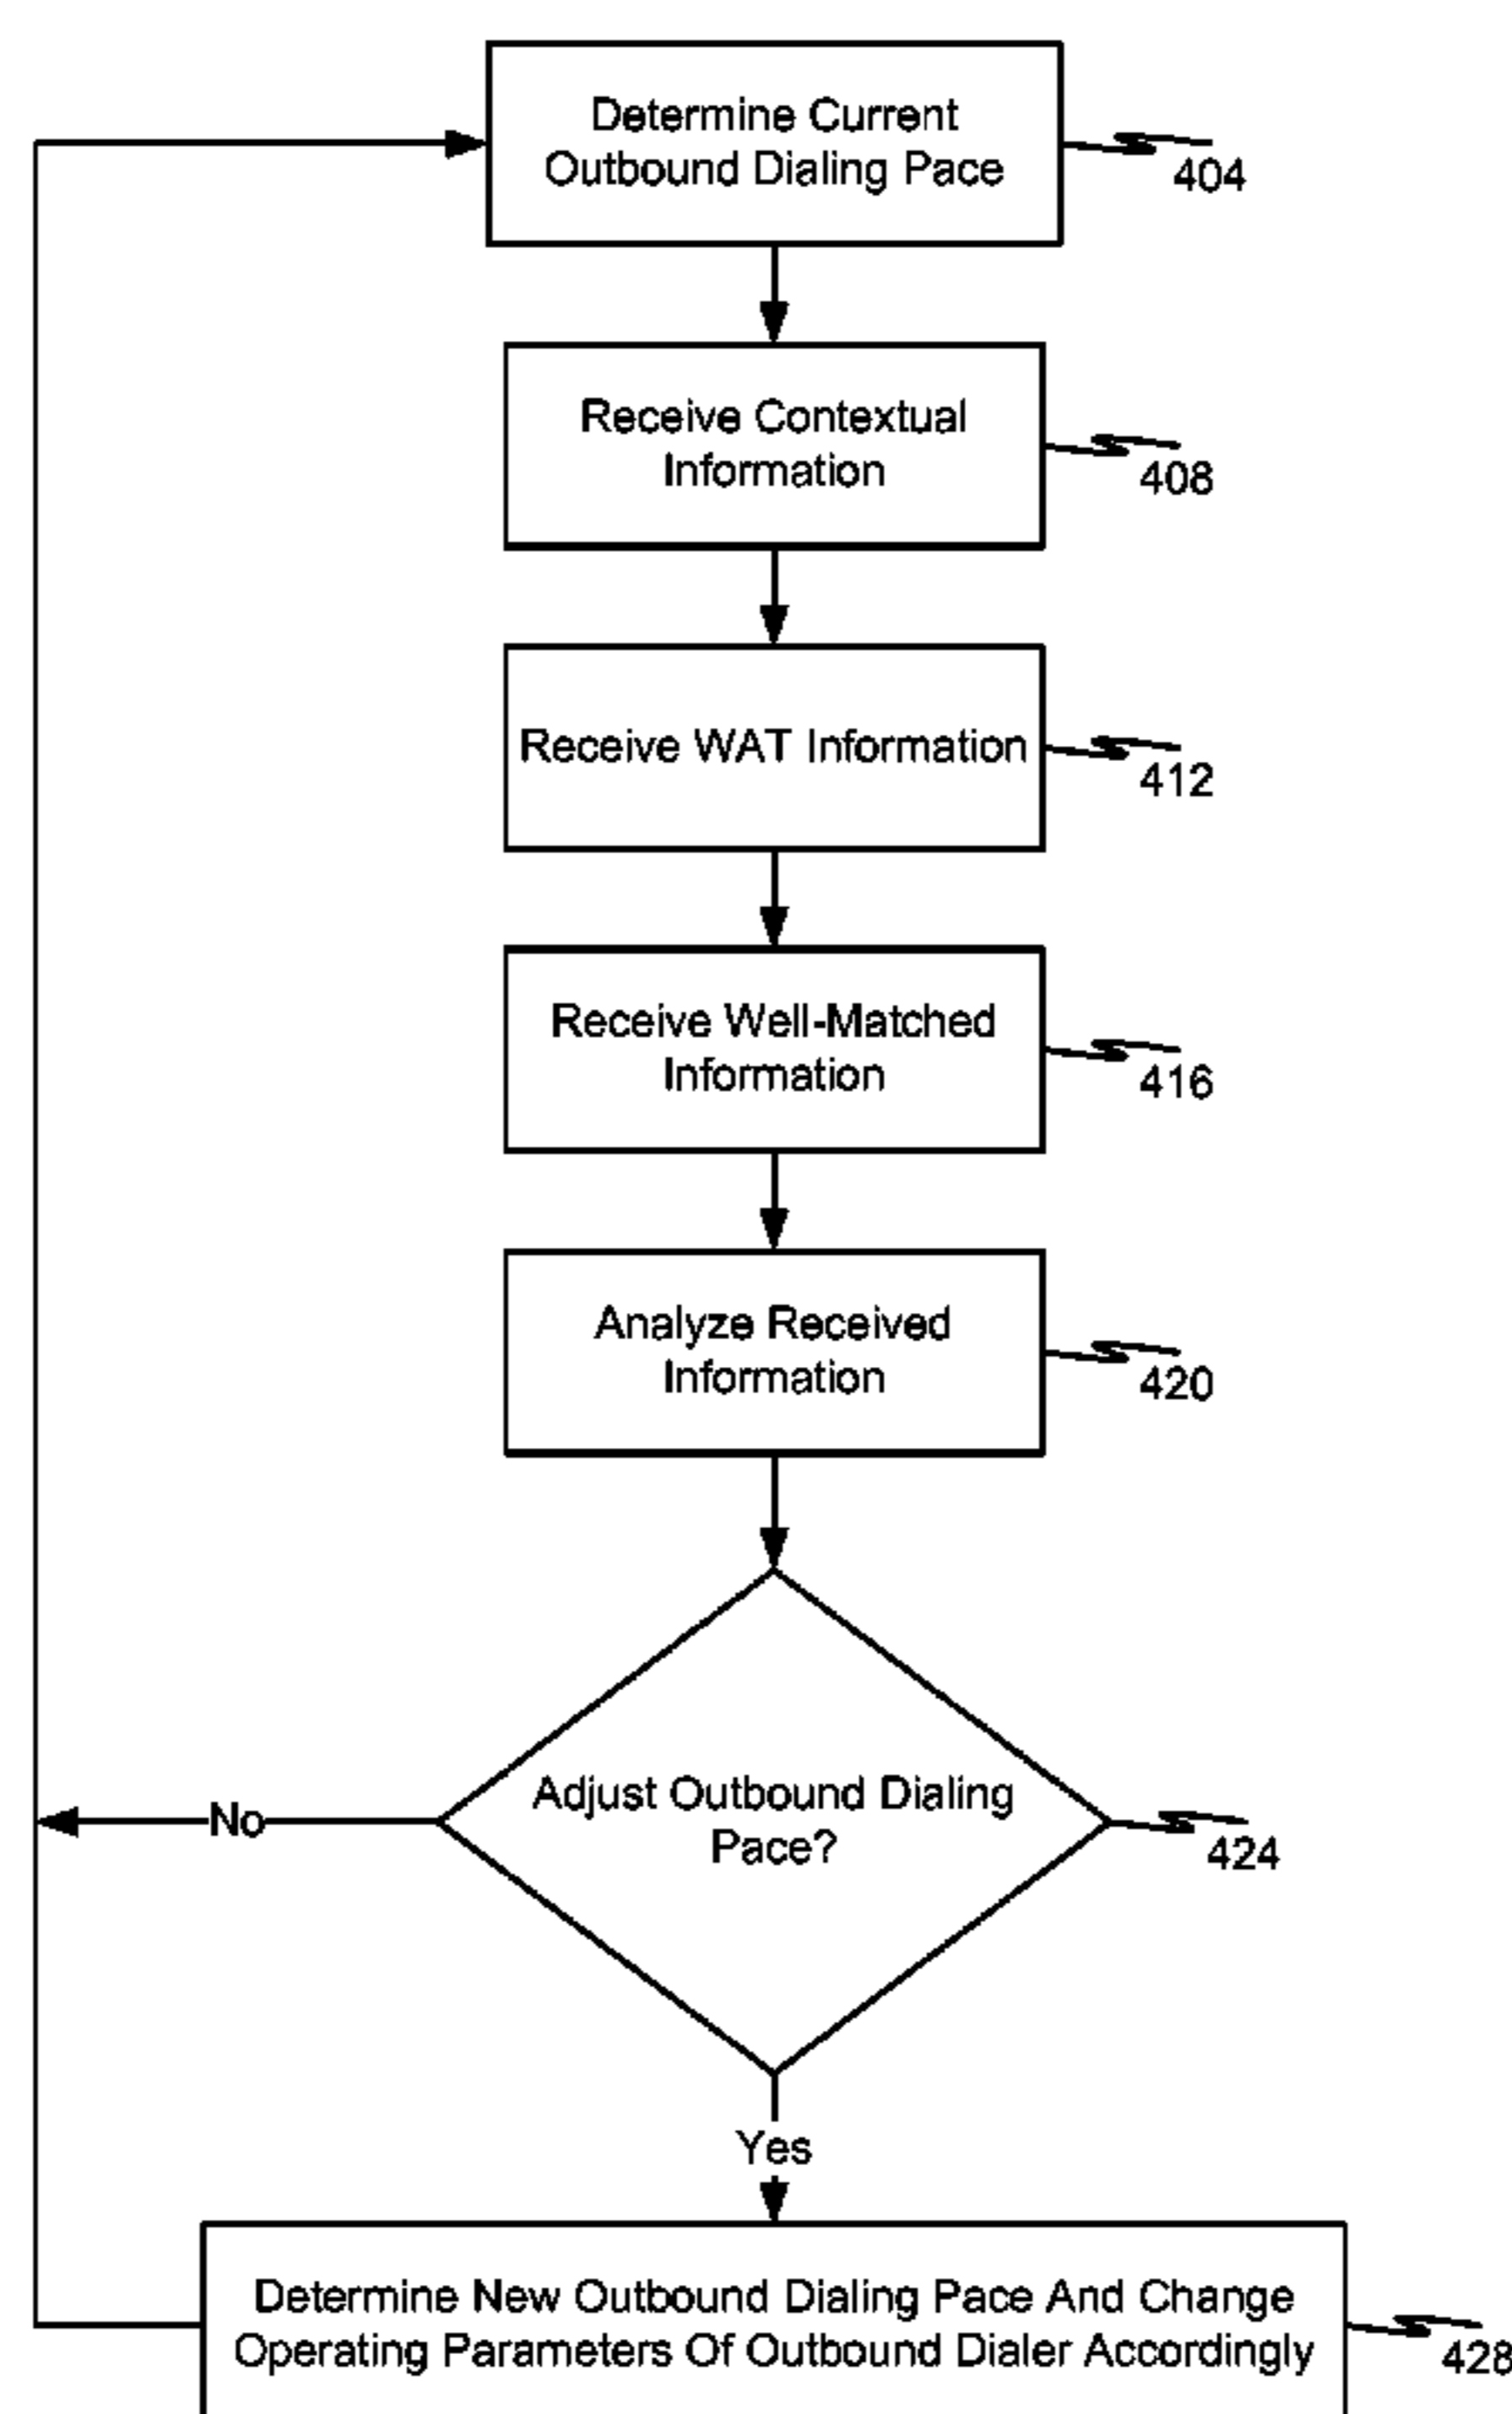 Determine Current
Outbound Dialing Pace
404
Receive Contextual
Information
408
Receive WAT Information
412
Receive Well-Matched
Information
416
Analyze Received
Information
420
Adjust Outbound Dialing
Pace?
424
No
Yes
Determine New Outbound Dialing Pace And Change
Operating Parameters Of Outbound Dialer Accordingly
428